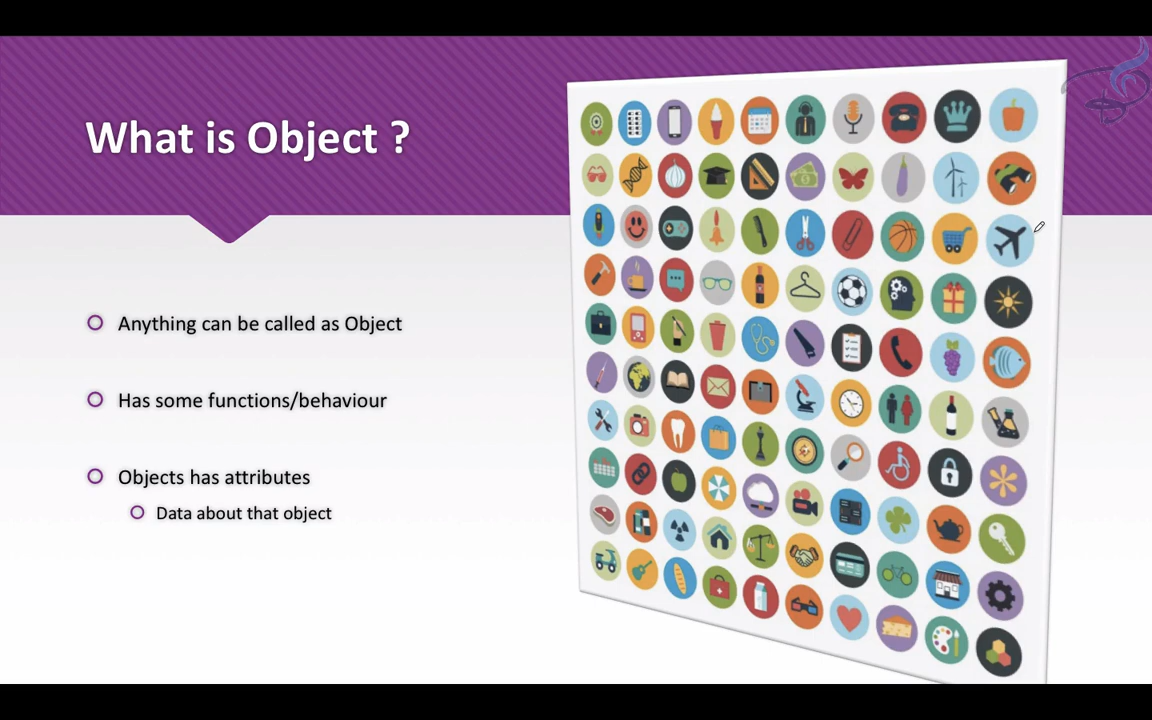 What is Object ?
Anything can be called as Object
Has some functions/behaviour
Objects has attributes
Data about that object